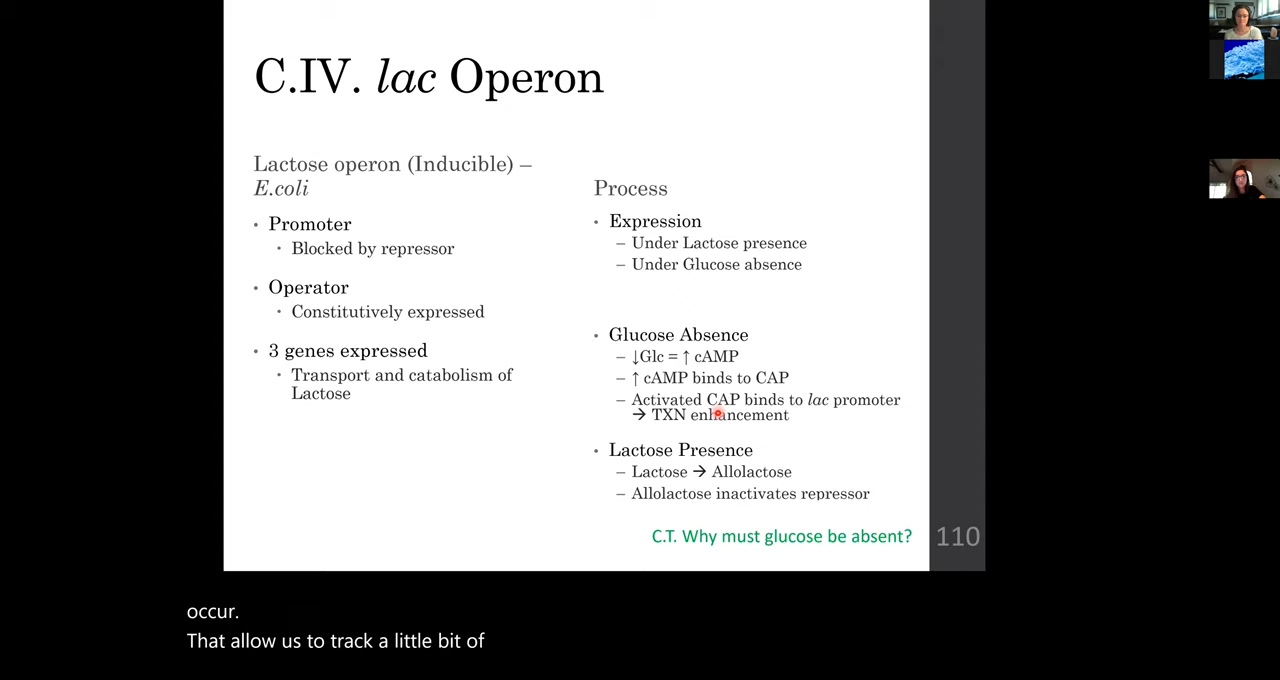 C.IV. lac Operon
Lactose operon (Inducible) –
E.coli
• Promoter
• Blocked by repressor
• Operator
• Constitutively expressed
• 3 genes expressed
• Transport and catabolism of
Lactose
Process
• Expression
– Under Lactose presence
– Under Glucose absence
• Glucose Absence
– ↓Glc = ↑ cAMP
– ↑ cAMP binds to CAP
– Activated CAP binds to lac promoter
→ TXN enhancement
• Lactose Presence
– Lactose → Allolactose
– Allolactose inactivates repressor
C.T. Why must glucose be absent?
110
occur.
That allow us to track a little bit of